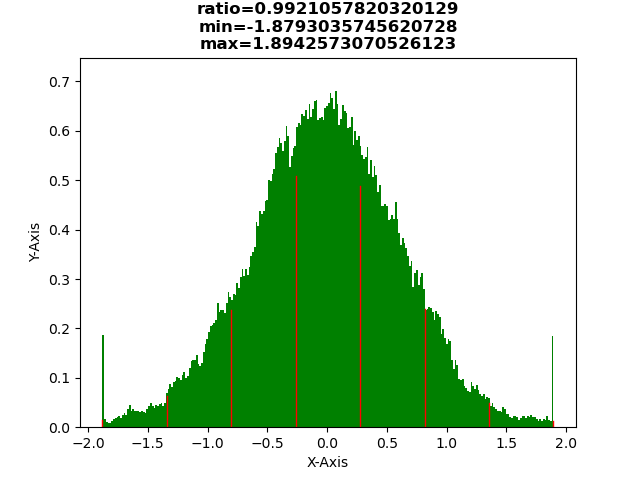 ratio=0.9921057820320129
min=-1.8793035745620728
max=1.8942573070526123
0.7
0.6
0.5
0.4
0.3
0.2
0.1
0.0
Y-Axis
−2.0 −1.5 −1.0 −0.5 0.0 0.5 1.0 1.5 2.0
X-Axis